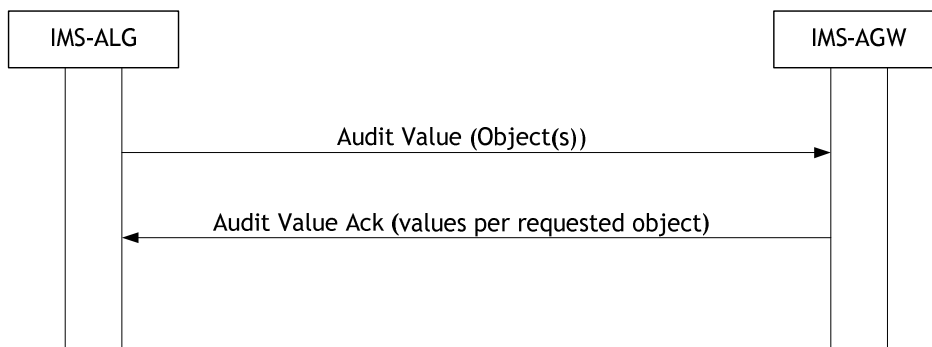 IMS-ALG
IMS-AGW
Audit Value (Object(s))
Audit Value Ack (values per requested object)